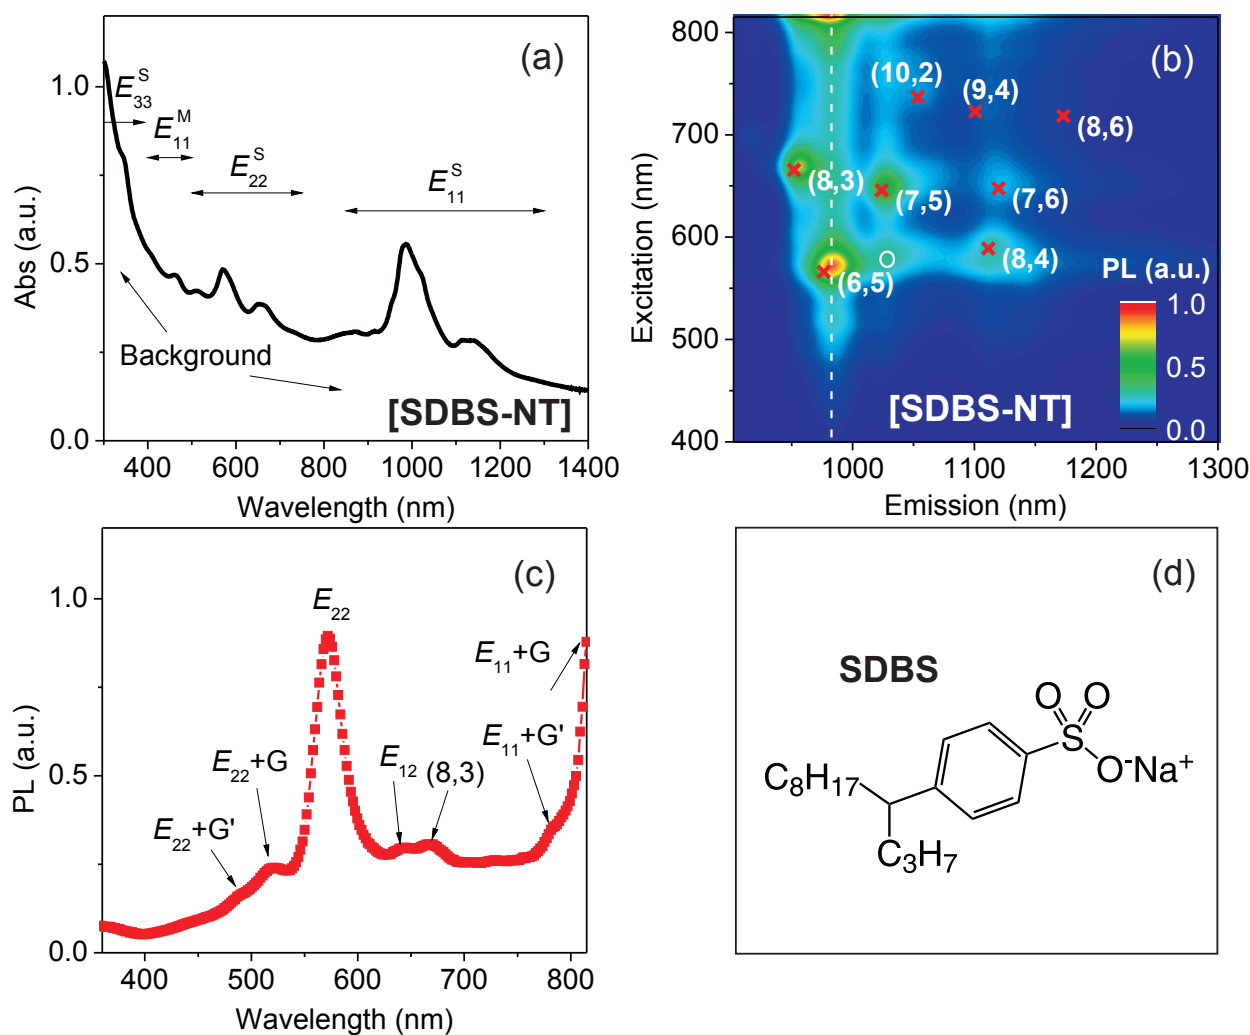 (a)
1.0
0.5
0.0
Abs (a.u.)
E₃₃ˢ
E₁₁ᴹ
E₂₂ˢ
E₁₁ˢ
Background
[SDBS-NT]
400 600 800 1000 1200 1400
Wavelength (nm)
(b)
800
700
600
500
400
Excitation (nm)
(10,2)
(9,4)
(8,6)
(8,3)
(7,5)
(7,6)
(6,5)
(8,4)
PL (a.u.)
1.0
0.5
0.0
[SDBS-NT]
1000 1100 1200 1300
Emission (nm)
(c)
1.0
0.5
0.0
PL (a.u.)
E₂₂
E₁₁+G
E₁₁+G'
E₁₂ (8,3)
E₂₂+G
E₂₂+G'
400 500 600 700 800
Wavelength (nm)
(d)
SDBS
O O
S
O⁻Na⁺
C₈H₁₇
C₃H₇